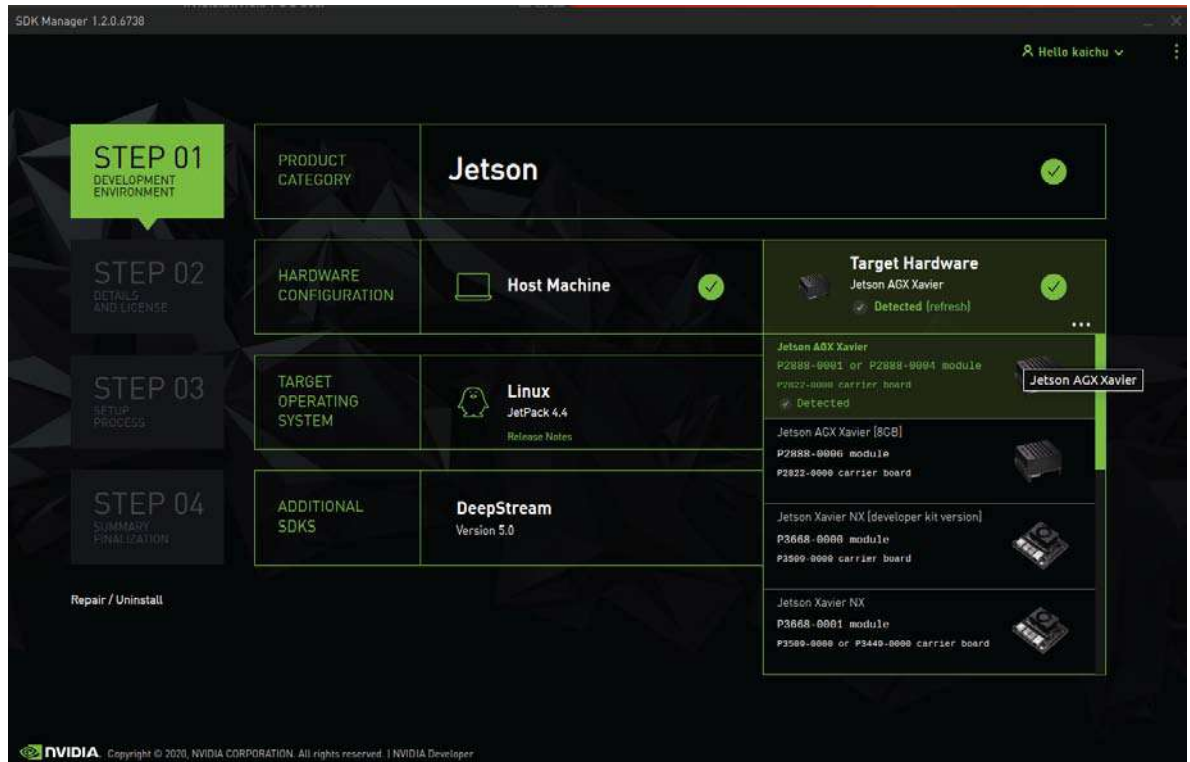 SDK Manager 1.2.0.6738
Hello kaichu
STEP 01
DEVELOPMENT
ENVIRONMENT
PRODUCT
CATEGORY
Jetson
STEP 02
DETAILS
AND LICENSE
HARDWARE
CONFIGURATION
Host Machine
Target Hardware
Jetson AGX Xavier
Detected (refresh)
...
Jetson AGX Xavier
P2888-0001 or P2888-0004 module
P2822-0000 carrier board
Detected
Jetson AGX Xavier
Jetson AGX Xavier [8GB]
P2888-0006 module
P2822-0000 carrier board
Jetson Xavier NX [developer kit version]
P3668-0000 module
P3509-0000 carrier board
Jetson Xavier NX
P3668-0001 module
P3509-0000 or P3449-0000 carrier board
STEP 03
SETUP
PROCESS
TARGET
OPERATING
SYSTEM
Linux
JetPack 4.4
Release Notes
STEP 04
SUMMARY
FINALIZATION
ADDITIONAL
SDKS
DeepStream
Version 5.0
Repair / Uninstall
NVIDIA. Copyright © 2020, NVIDIA CORPORATION. All rights reserved. | NVIDIA Developer